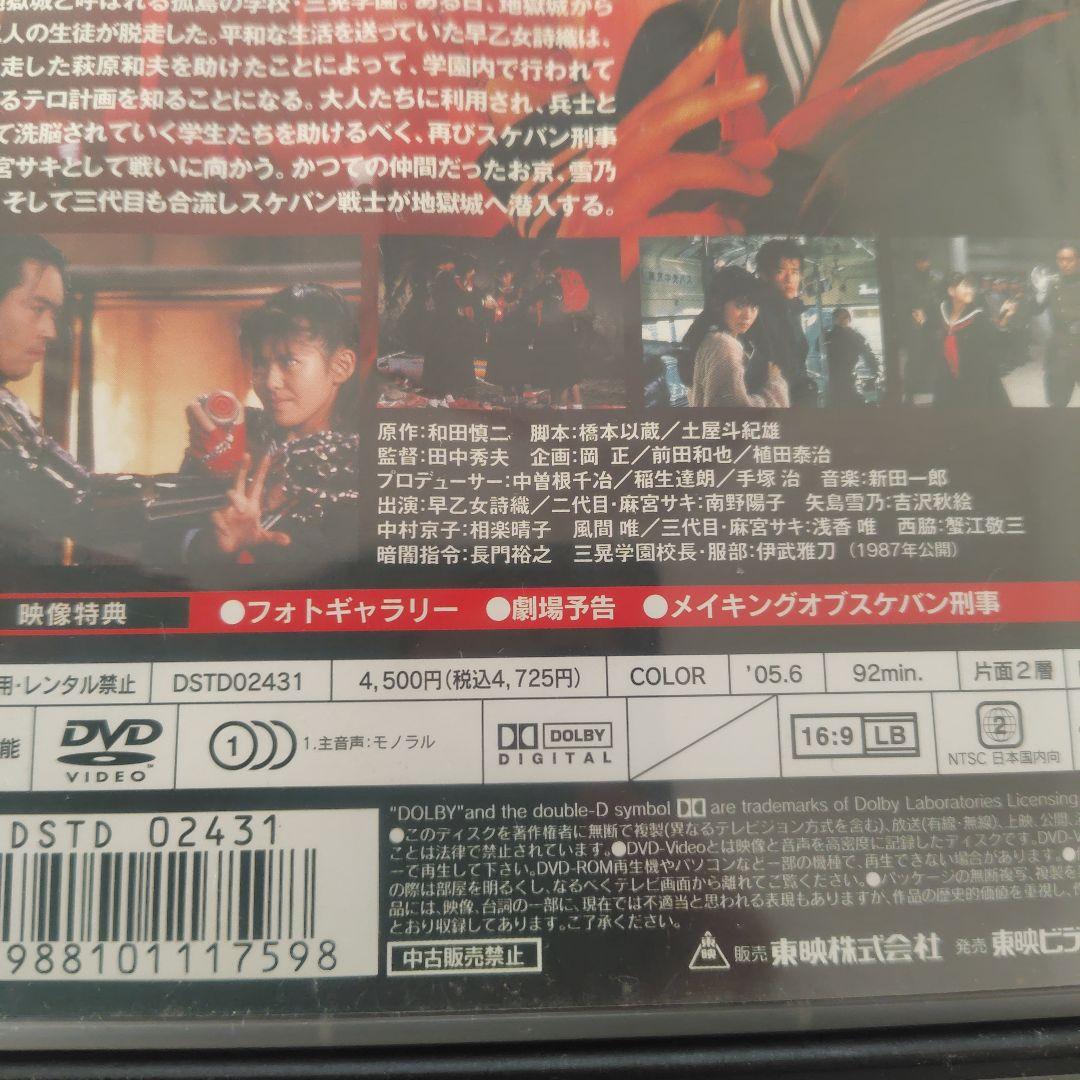 地獄城と呼ばれる孤島の学校・三晃学園。ある日、地獄城から
人の生徒が脱走した。平和な生活を送っていた早乙女詩織は、
走した萩原和夫を助けたことによって、学園内で行われて
るテロ計画を知ることになる。大人たちに利用され、兵士と
て洗脳されていく学生たちを助けるべく、再びスケバン刑事
宮サキとして戦いに向かう。かつての仲間だったお京、雪乃
そして三代目も合流しスケバン戦士が地獄城へ潜入する。
原作:和田慎二 脚本:橋本以蔵/土屋斗紀雄
監督:田中秀夫 企画:岡 正/前田和也/植田泰治
プロデューサー:中曽根千治/稲生達朗/手塚 治 音楽:新田一郎
出演:早乙女詩織/二代目・麻宮サキ:南野陽子 矢島雪乃:吉沢秋絵
中村京子:相楽晴子 風間 唯/三代目・麻宮サキ:浅香 唯 西脇:蟹江敬三
暗闇指令:長門裕之 三晃学園校長・服部:伊武雅刀 (1987年公開)
映像特典 ●フォトギャラリー ●劇場予告 ●メイキングオブスケバン刑事
用・レンタル禁止 DSTD02431 4,500円(税込4,725円) COLOR '05.6 92min. 片面2層
能 DVD VIDEO 1 1.主音声:モノラル DOLBY DIGITAL 16:9 LB 2 NTSC 日本国内向
DSTD 02431
"DOLBY"and the double-D symbol are trademarks of Dolby Laboratories Licensing
●このディスクを著作権者に無断で複製(異なるテレビジョン方式を含む)、放送(有線・無線)、上映、公開、
ことは法律で禁止されています。●DVD-Videoとは映像と音声を高密度に記録したディスクです。DVD-V
ーで再生して下さい。DVD-ROM再生機やパソコンなど一部の機種で、再生できない場合があります。●
の際は部屋を明るくし、なるべくテレビ画面から離れてご覧ください。●パッケージの無断複写、複製を
品には、映像、台詞の一部に、現在では不適当と思われる表現もありますが、作品の歴史的価値を重視し、
とおり収録してあります。ご了承ください。
988101117598
中古販売禁止 東映 販売 東映株式会社 発売 東映ビデ